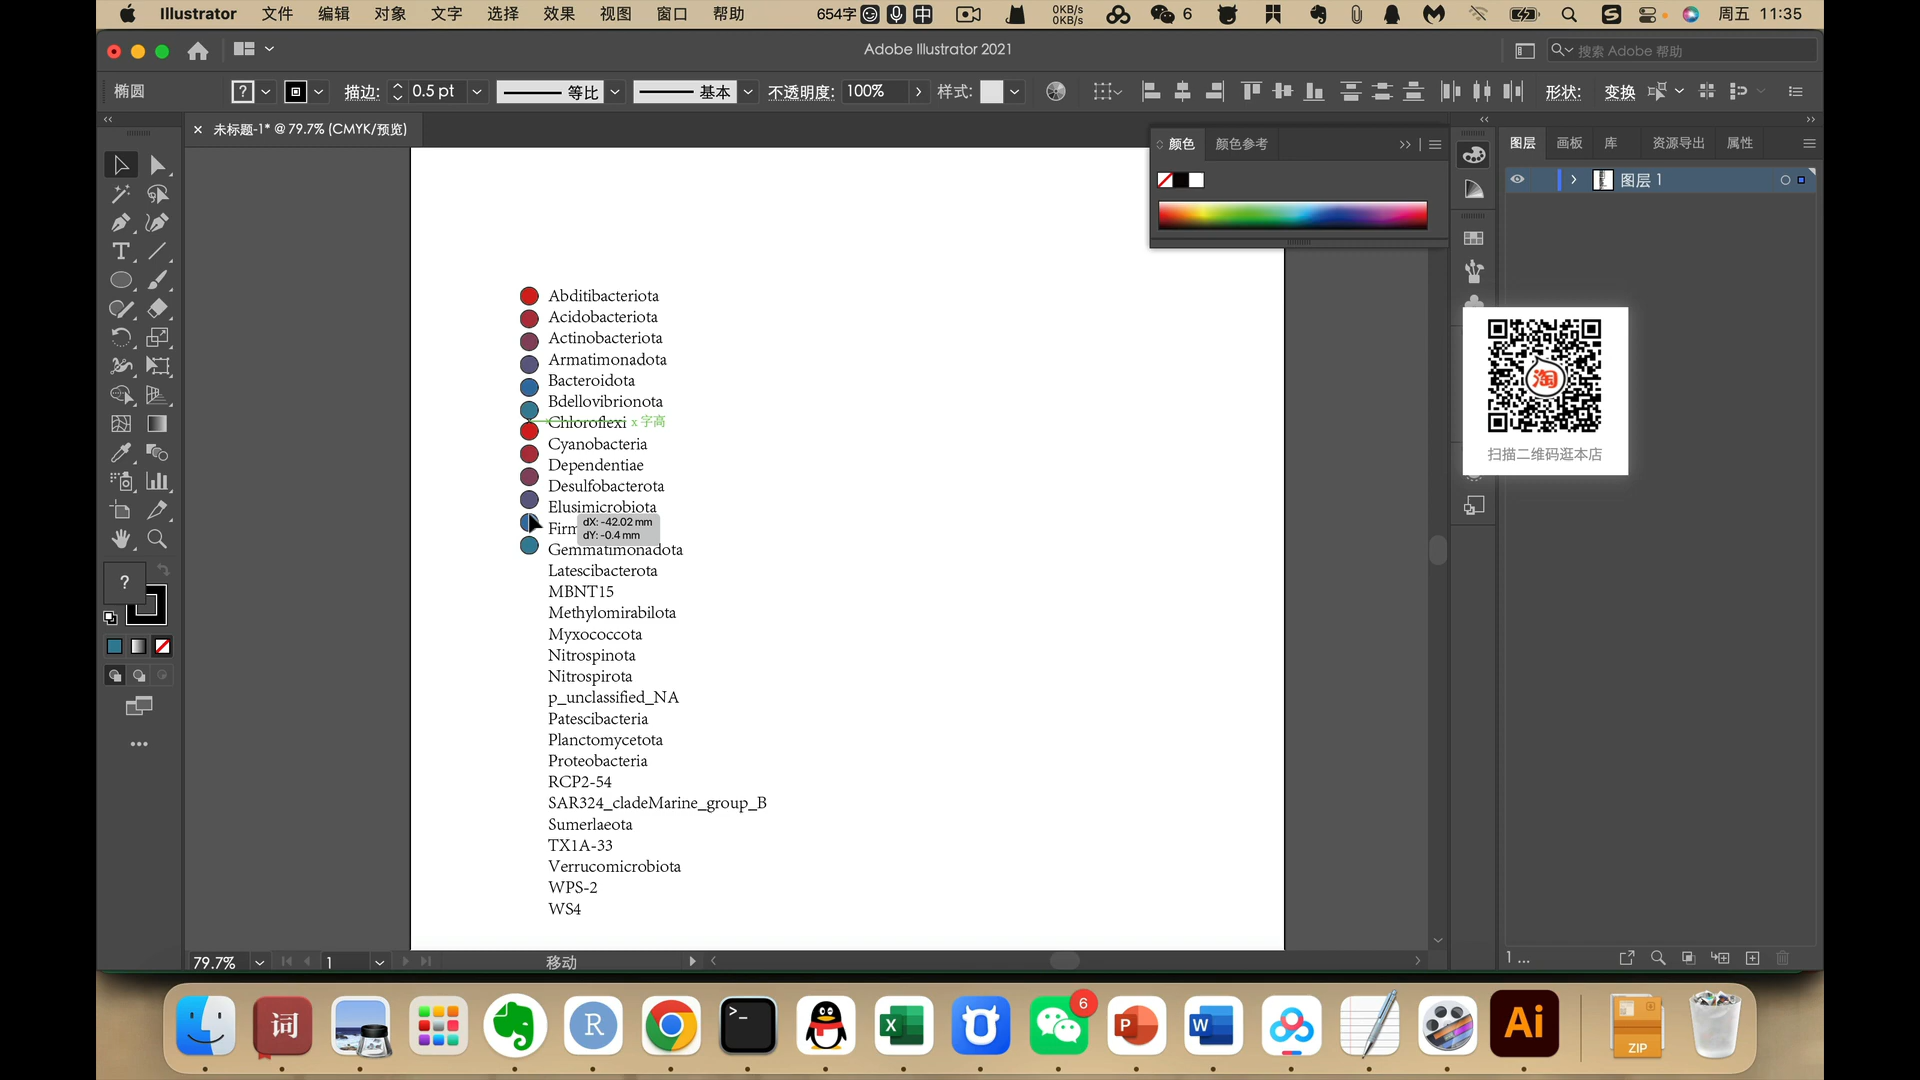 Illustrator 文件 编辑 对象 文字 选择 效果 视图 窗口 帮助 654字 中 0KB/s 0KB/s 6 周五 11:35
Adobe Illustrator 2021
搜索 Adobe 帮助
椭圆 ? 描边: 0.5 pt 等比 基本 不透明度: 100% 样式: 形状: 变换
× 未标题-1* @ 79.7% (CMYK/预览)
颜色 颜色参考
图层 画板 库 资源导出 属性
图层 1
Abditibacteriota
Acidobacteriota
Actinobacteriota
Armatimonadota
Bacteroidota
Bdellovibrionota
Chloroflexi x 字高
Cyanobacteria
Dependentiae
Desulfobacterota
Elusimicrobiota
Firm
dX: -42.02 mm
dY: -0.4 mm
Gemmatimonadota
Latescibacterota
MBNT15
Methylomirabilota
Myxococcota
Nitrospinota
Nitrospirota
p_unclassified_NA
Patescibacteria
Planctomycetota
Proteobacteria
RCP2-54
SAR324_cladeMarine_group_B
Sumerlaeota
TX1A-33
Verrucomicrobiota
WPS-2
WS4
淘
扫描二维码逛本店
?
79.7% 1 移动
1 ...
词 R X 6 P W Ai ZIP